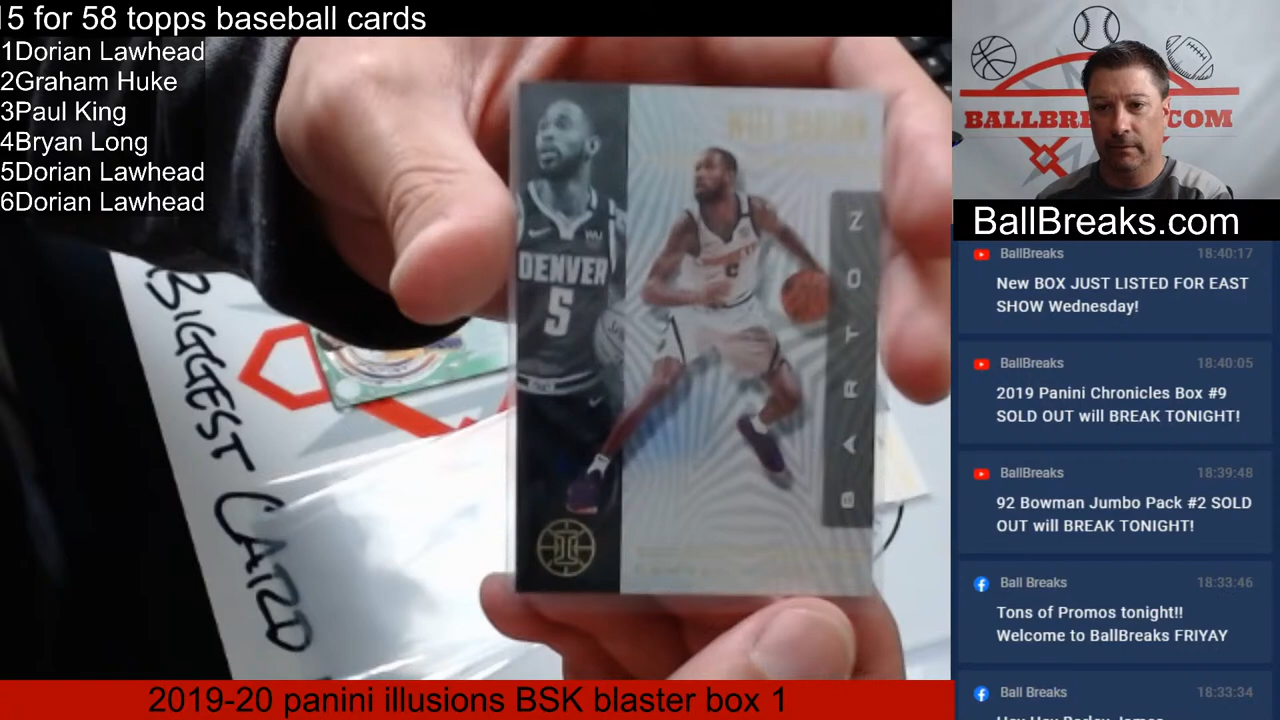 15 for 58 topps baseball cards
1Dorian Lawhead
2Graham Huke
3Paul King
4Bryan Long
5Dorian Lawhead
6Dorian Lawhead
BIGGEST CARD
WILL BARTON
DENVER
5
BARTON
BALLBREAKS.COM
BallBreaks.com
BallBreaks 18:40:17
New BOX JUST LISTED FOR EAST
SHOW Wednesday!
BallBreaks 18:40:05
2019 Panini Chronicles Box #9
SOLD OUT will BREAK TONIGHT!
BallBreaks 18:39:48
92 Bowman Jumbo Pack #2 SOLD
OUT will BREAK TONIGHT!
Ball Breaks 18:33:46
Tons of Promos tonight!!
Welcome to BallBreaks FRIYAY
Ball Breaks 18:33:34
2019-20 panini illusions BSK blaster box 1